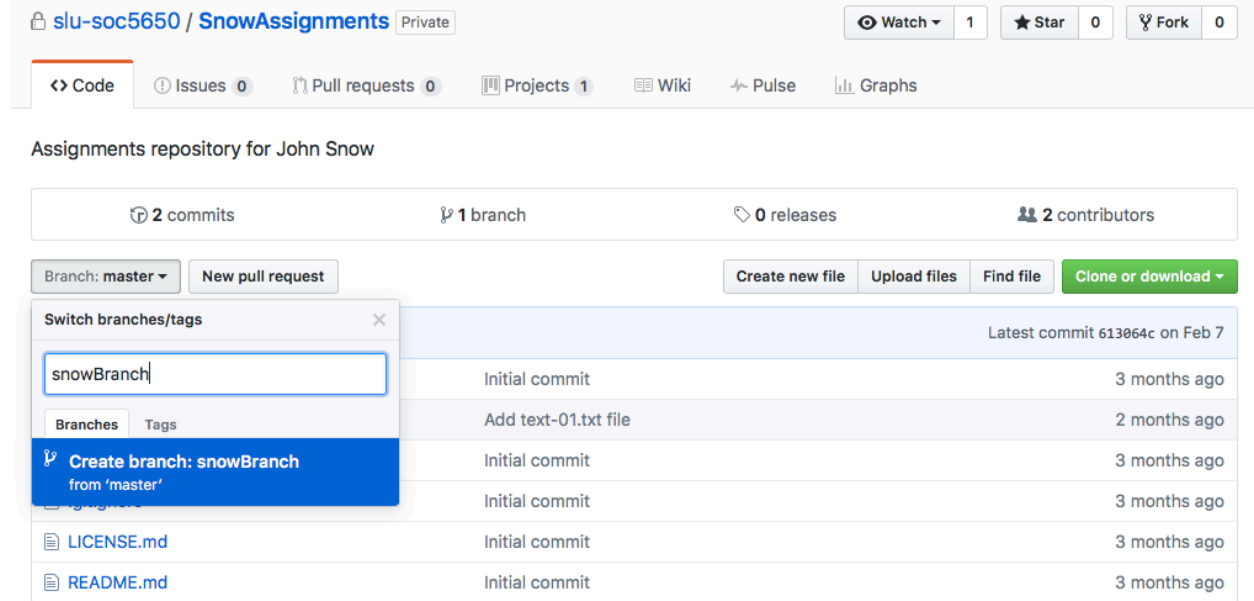 slu-soc5650 / SnowAssignments Private Watch 1 Star 0 Fork 0
Code Issues 0 Pull requests 0 Projects 1 Wiki Pulse Graphs
Assignments repository for John Snow
2 commits 1 branch 0 releases 2 contributors
Branch: master New pull request Create new file Upload files Find file Clone or download
Switch branches/tags
Latest commit 613064c on Feb 7
snowBranch
Initial commit 3 months ago
Branches Tags
Add text-01.txt file 2 months ago
Create branch: snowBranch
Initial commit 3 months ago
from 'master'
Initial commit 3 months ago
LICENSE.md Initial commit 3 months ago
README.md Initial commit 3 months ago